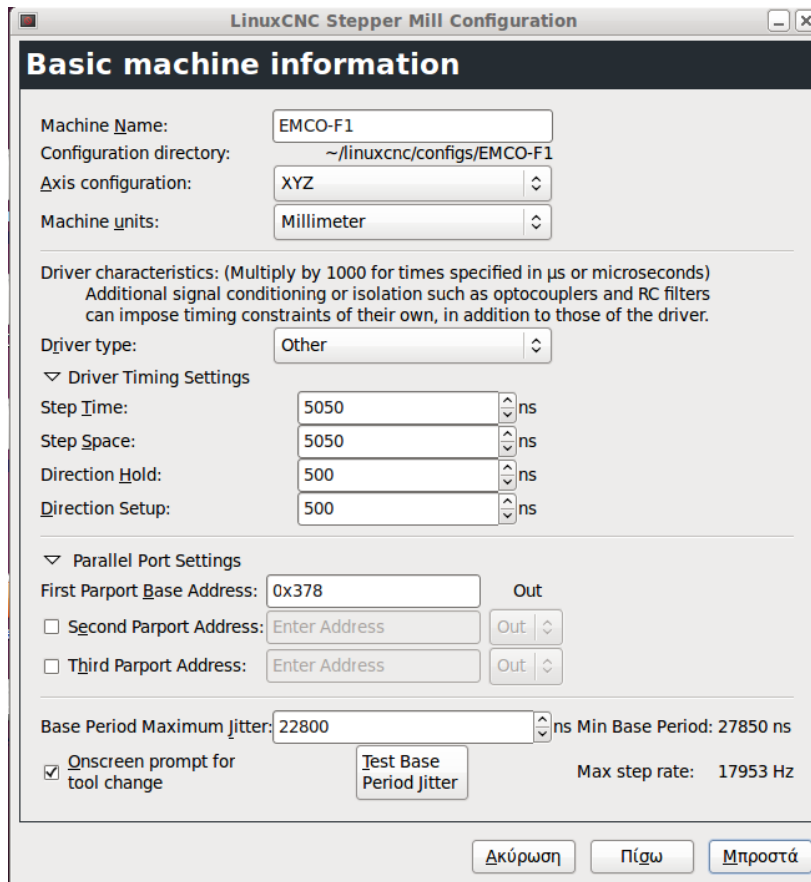 LinuxCNC Stepper Mill Configuration
Basic machine information
Machine Name: EMCO-F1
Configuration directory: ~/linuxcnc/configs/EMCO-F1
Axis configuration: XYZ
Machine units: Millimeter
Driver characteristics: (Multiply by 1000 for times specified in µs or microseconds)
Additional signal conditioning or isolation such as optocouplers and RC filters
can impose timing constraints of their own, in addition to those of the driver.
Driver type: Other
Driver Timing Settings
Step Time: 5050 ns
Step Space: 5050 ns
Direction Hold: 500 ns
Direction Setup: 500 ns
Parallel Port Settings
First Parport Base Address: 0x378 Out
Second Parport Address: Enter Address Out
Third Parport Address: Enter Address Out
Base Period Maximum Jitter: 22800 ns Min Base Period: 27850 ns
Onscreen prompt for
tool change
Test Base
Period Jitter
Max step rate: 17953 Hz
Ακύρωση Πίσω Μπροστά